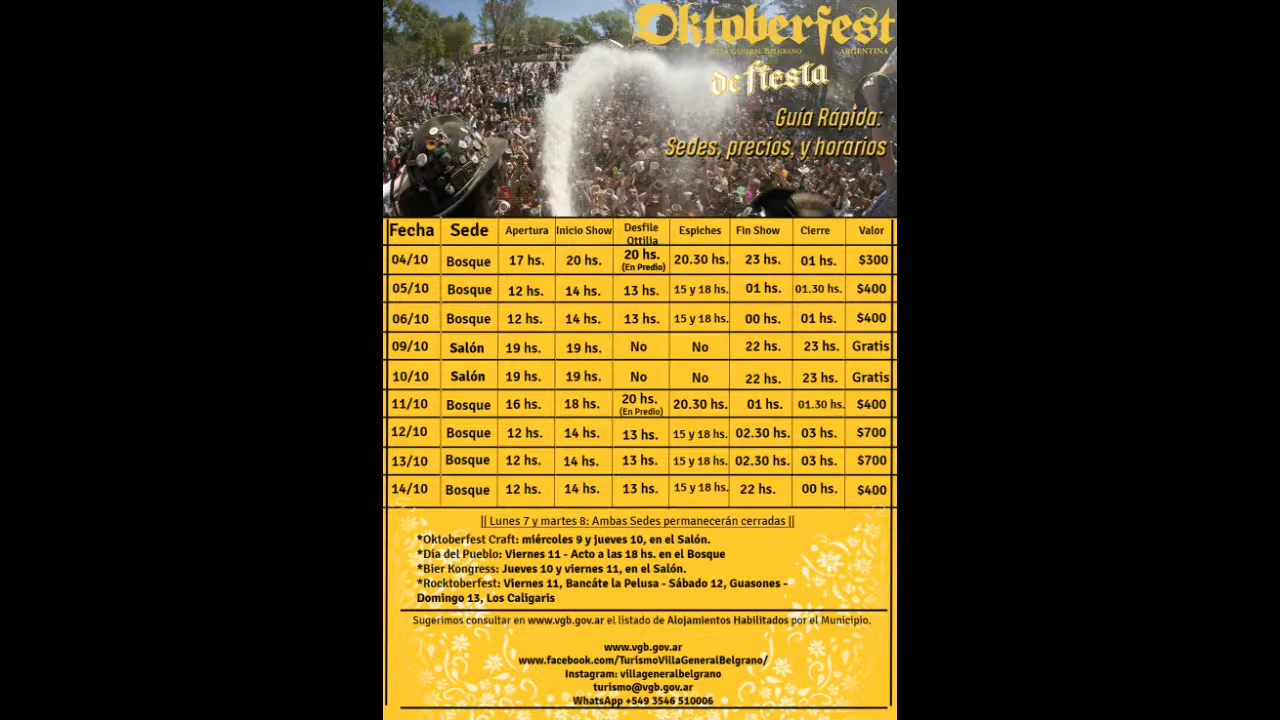 Oktoberfest
VILLA GENERAL BELGRANO ARGENTINA
de fiesta
Guía Rápida:
Sedes, precios, y horarios
Fecha Sede Apertura Inicio Show Desfile Ottilia Espiches Fin Show Cierre Valor
04/10 Bosque 17 hs. 20 hs. 20 hs. (En Predio) 20.30 hs. 23 hs. 01 hs. $300
05/10 Bosque 12 hs. 14 hs. 13 hs. 15 y 18 hs. 01 hs. 01.30 hs. $400
06/10 Bosque 12 hs. 14 hs. 13 hs. 15 y 18 hs. 00 hs. 01 hs. $400
09/10 Salón 19 hs. 19 hs. No No 22 hs. 23 hs. Gratis
10/10 Salón 19 hs. 19 hs. No No 22 hs. 23 hs. Gratis
11/10 Bosque 16 hs. 18 hs. 20 hs. (En Predio) 20.30 hs. 01 hs. 01.30 hs. $400
12/10 Bosque 12 hs. 14 hs. 13 hs. 15 y 18 hs. 02.30 hs. 03 hs. $700
13/10 Bosque 12 hs. 14 hs. 13 hs. 15 y 18 hs. 02.30 hs. 03 hs. $700
14/10 Bosque 12 hs. 14 hs. 13 hs. 15 y 18 hs. 22 hs. 00 hs. $400
|| Lunes 7 y martes 8: Ambas Sedes permanecerán cerradas ||
*Oktoberfest Craft: miércoles 9 y jueves 10, en el Salón.
*Día del Pueblo: Viernes 11 - Acto a las 18 hs. en el Bosque
*Bier Kongress: Jueves 10 y viernes 11, en el Salón.
*Rocktoberfest: Viernes 11, Bancáte la Pelusa - Sábado 12, Guasones -
Domingo 13, Los Caligaris
Sugerimos consultar en www.vgb.gov.ar el listado de Alojamientos Habilitados por el Municipio.
www.vgb.gov.ar
www.facebook.com/TurismoVillaGeneralBelgrano/
Instagram: villageneralbelgrano
turismo@vgb.gov.ar
WhatsApp +549 3546 510006